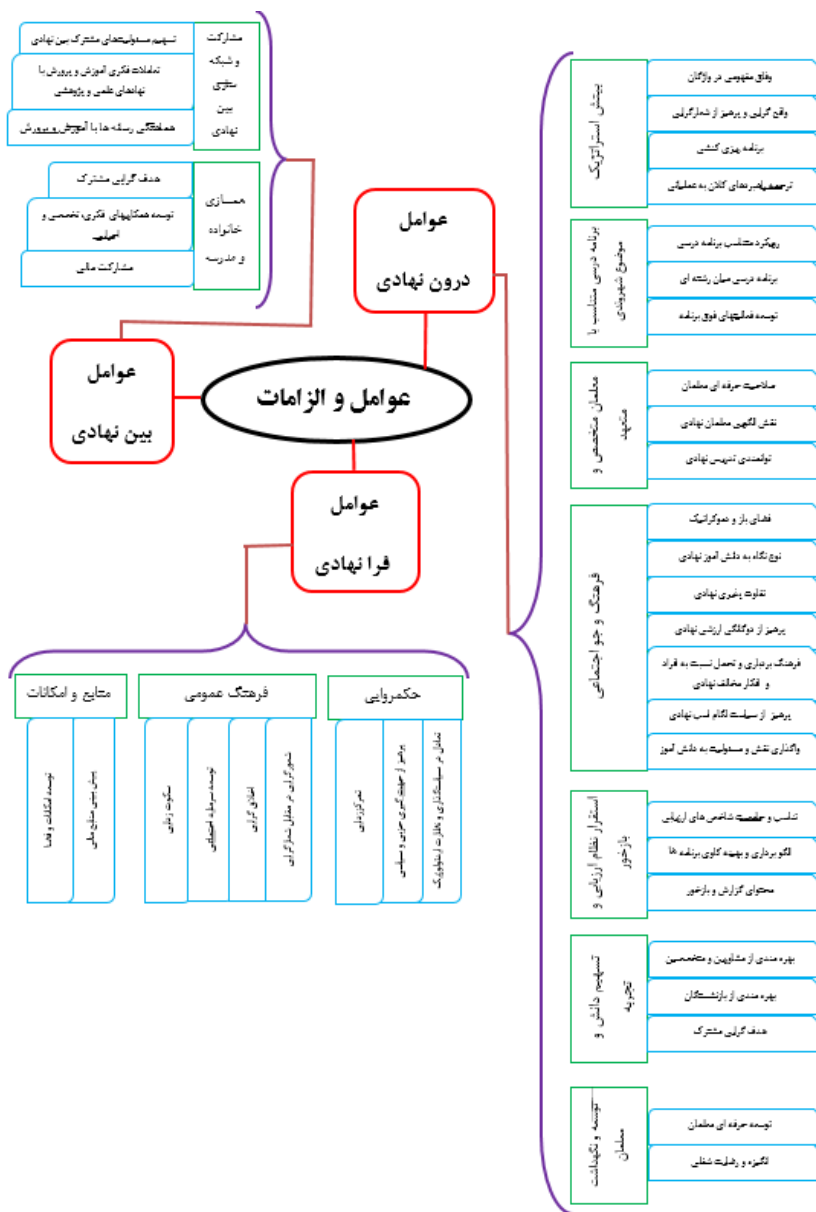 عوامل و الزامات
عوامل
درون نهادی
بینش استراتژیک
وفاق مفهومی در واژگان
واقع گرایی و پرهیز از شعارگرایی
برنامه ریزی کنشی
راهبردهای کلان به عملیاتی
برنامه درسی متناسب با
موضوع شهروندی
رویکرد متناسب برنامه درسی
برنامه درسی میان رشته ای
توسعه فعالیتهای فوق برنامه
معلمان متخصص و
متعهد
صلاحیت حرفه ای معلمان
نقش الگویی معلمان نهادی
توانمندی تدریس نهادی
فرهنگ و جو اجتماعی
فضای باز و دموکراتیک
نوع نگاه به دانش آموز نهادی
تفاوت پذیری نهادی
پرهیز از دوگانگی ارزشی نهادی
فرهنگ بردباری و تحمل نسبت به افراد
و افکار مخالف نهادی
پرهیز از سیاست لگام اسب نهادی
واگذاری نقش و مسئولیت به دانش آموز
استقرار نظام ارزیابی و
بازخور
تناسب و جامعیت شاخص های ارزیابی
الگو برداری و بهینه کاوی برنامه ها
محتوای گزارش و بازخور
تسهیم دانش و
تجربه
بهره مندی از مشاورین و متخصصین
بهره مندی از بازنشستگان
هدف گرایی مشترک
توسعه و نگهداشت
معلمان
توسعه حرفه ای معلمان
انگیزه و رضایت شغلی
عوامل
بین نهادی
مشارکت
و شبکه
سازی
بین
نهادی
تسهیم مسئولیتهای مشترک بین نهادی
تعاملات فکری آموزش و پرورش با
نهادهای علمی و پژوهشی
هماهنگی رسانه ها با آموزش و پرورش
همسازی
خانواده
و مدرسه
هدف گرایی مشترک
توسعه همکاریهای فکری، تخصصی و
مشارکت مالی
عوامل
فرا نهادی
حکمروایی
تعادل در سیاستگذاری و نظارت ایدئولوژیک
پرهیز از جهت گیری حزبی و سیاسی
تمرکززدایی
فرهنگ عمومی
شعورگرایی در مقابل شعارگرایی
اخلاق گرایی
توسعه سرمایه اجتماعی
سکوت زدایی
منابع و امکانات
پیش بینی منابع مالی
توسعه امکانات و فضا